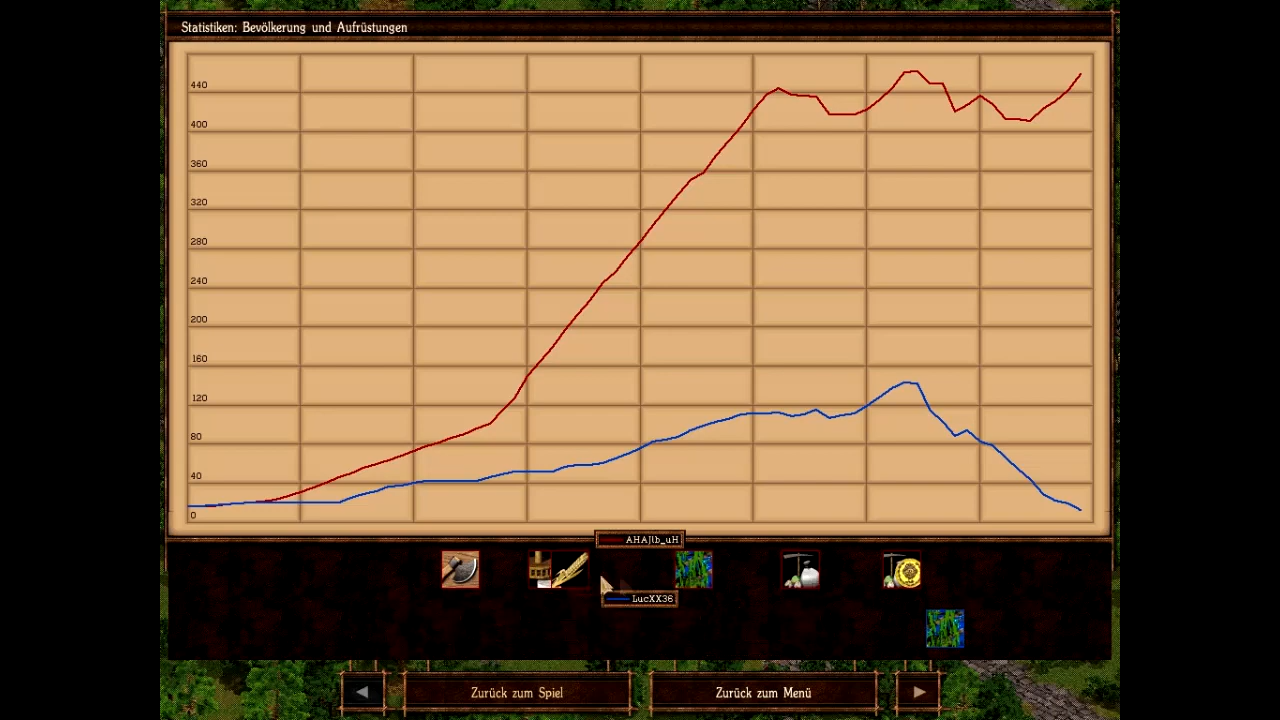 Statistiken: Bevölkerung und Aufrüstungen
440
400
360
320
280
240
200
160
120
80
40
0
AHAJlb_uH
LucXX36
Zurück zum Spiel
Zurück zum Menü